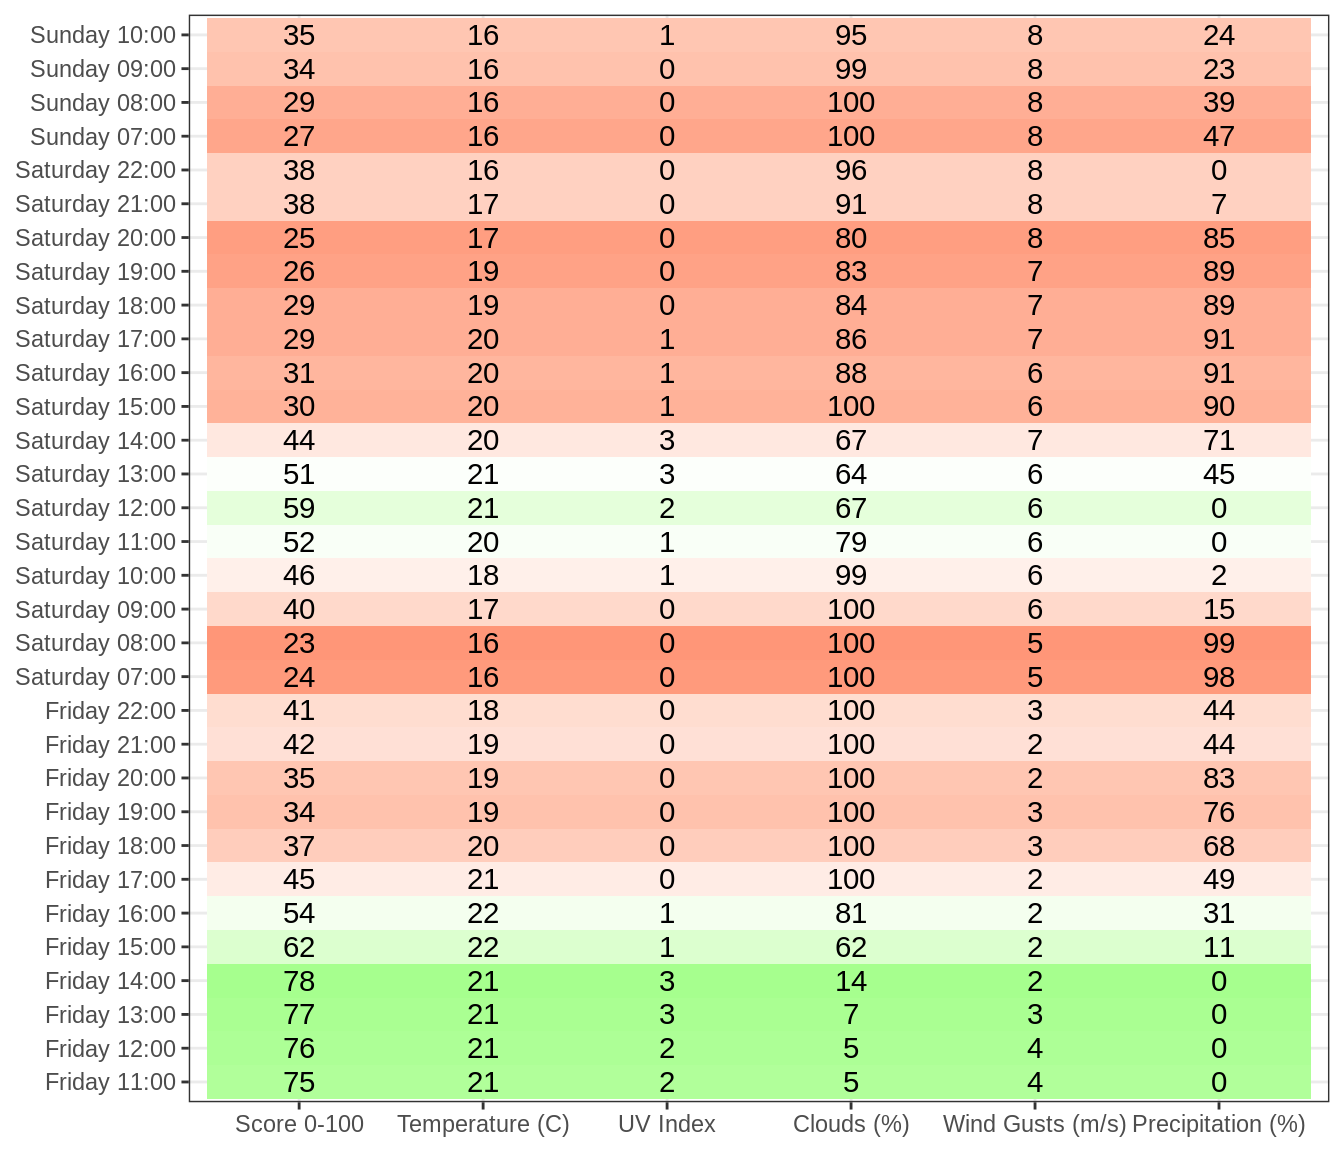 Sunday 10:00 35 16 1 95 8 24
Sunday 09:00 34 16 0 99 8 23
Sunday 08:00 29 16 0 100 8 39
Sunday 07:00 27 16 0 100 8 47
Saturday 22:00 38 16 0 96 8 0
Saturday 21:00 38 17 0 91 8 7
Saturday 20:00 25 17 0 80 8 85
Saturday 19:00 26 19 0 83 7 89
Saturday 18:00 29 19 0 84 7 89
Saturday 17:00 29 20 1 86 7 91
Saturday 16:00 31 20 1 88 6 91
Saturday 15:00 30 20 1 100 6 90
Saturday 14:00 44 20 3 67 7 71
Saturday 13:00 51 21 3 64 6 45
Saturday 12:00 59 21 2 67 6 0
Saturday 11:00 52 20 1 79 6 0
Saturday 10:00 46 18 1 99 6 2
Saturday 09:00 40 17 0 100 6 15
Saturday 08:00 23 16 0 100 5 99
Saturday 07:00 24 16 0 100 5 98
Friday 22:00 41 18 0 100 3 44
Friday 21:00 42 19 0 100 2 44
Friday 20:00 35 19 0 100 2 83
Friday 19:00 34 19 0 100 3 76
Friday 18:00 37 20 0 100 3 68
Friday 17:00 45 21 0 100 2 49
Friday 16:00 54 22 1 81 2 31
Friday 15:00 62 22 1 62 2 11
Friday 14:00 78 21 3 14 2 0
Friday 13:00 77 21 3 7 3 0
Friday 12:00 76 21 2 5 4 0
Friday 11:00 75 21 2 5 4 0
Score 0-100 Temperature (C) UV Index Clouds (%) Wind Gusts (m/s) Precipitation (%)